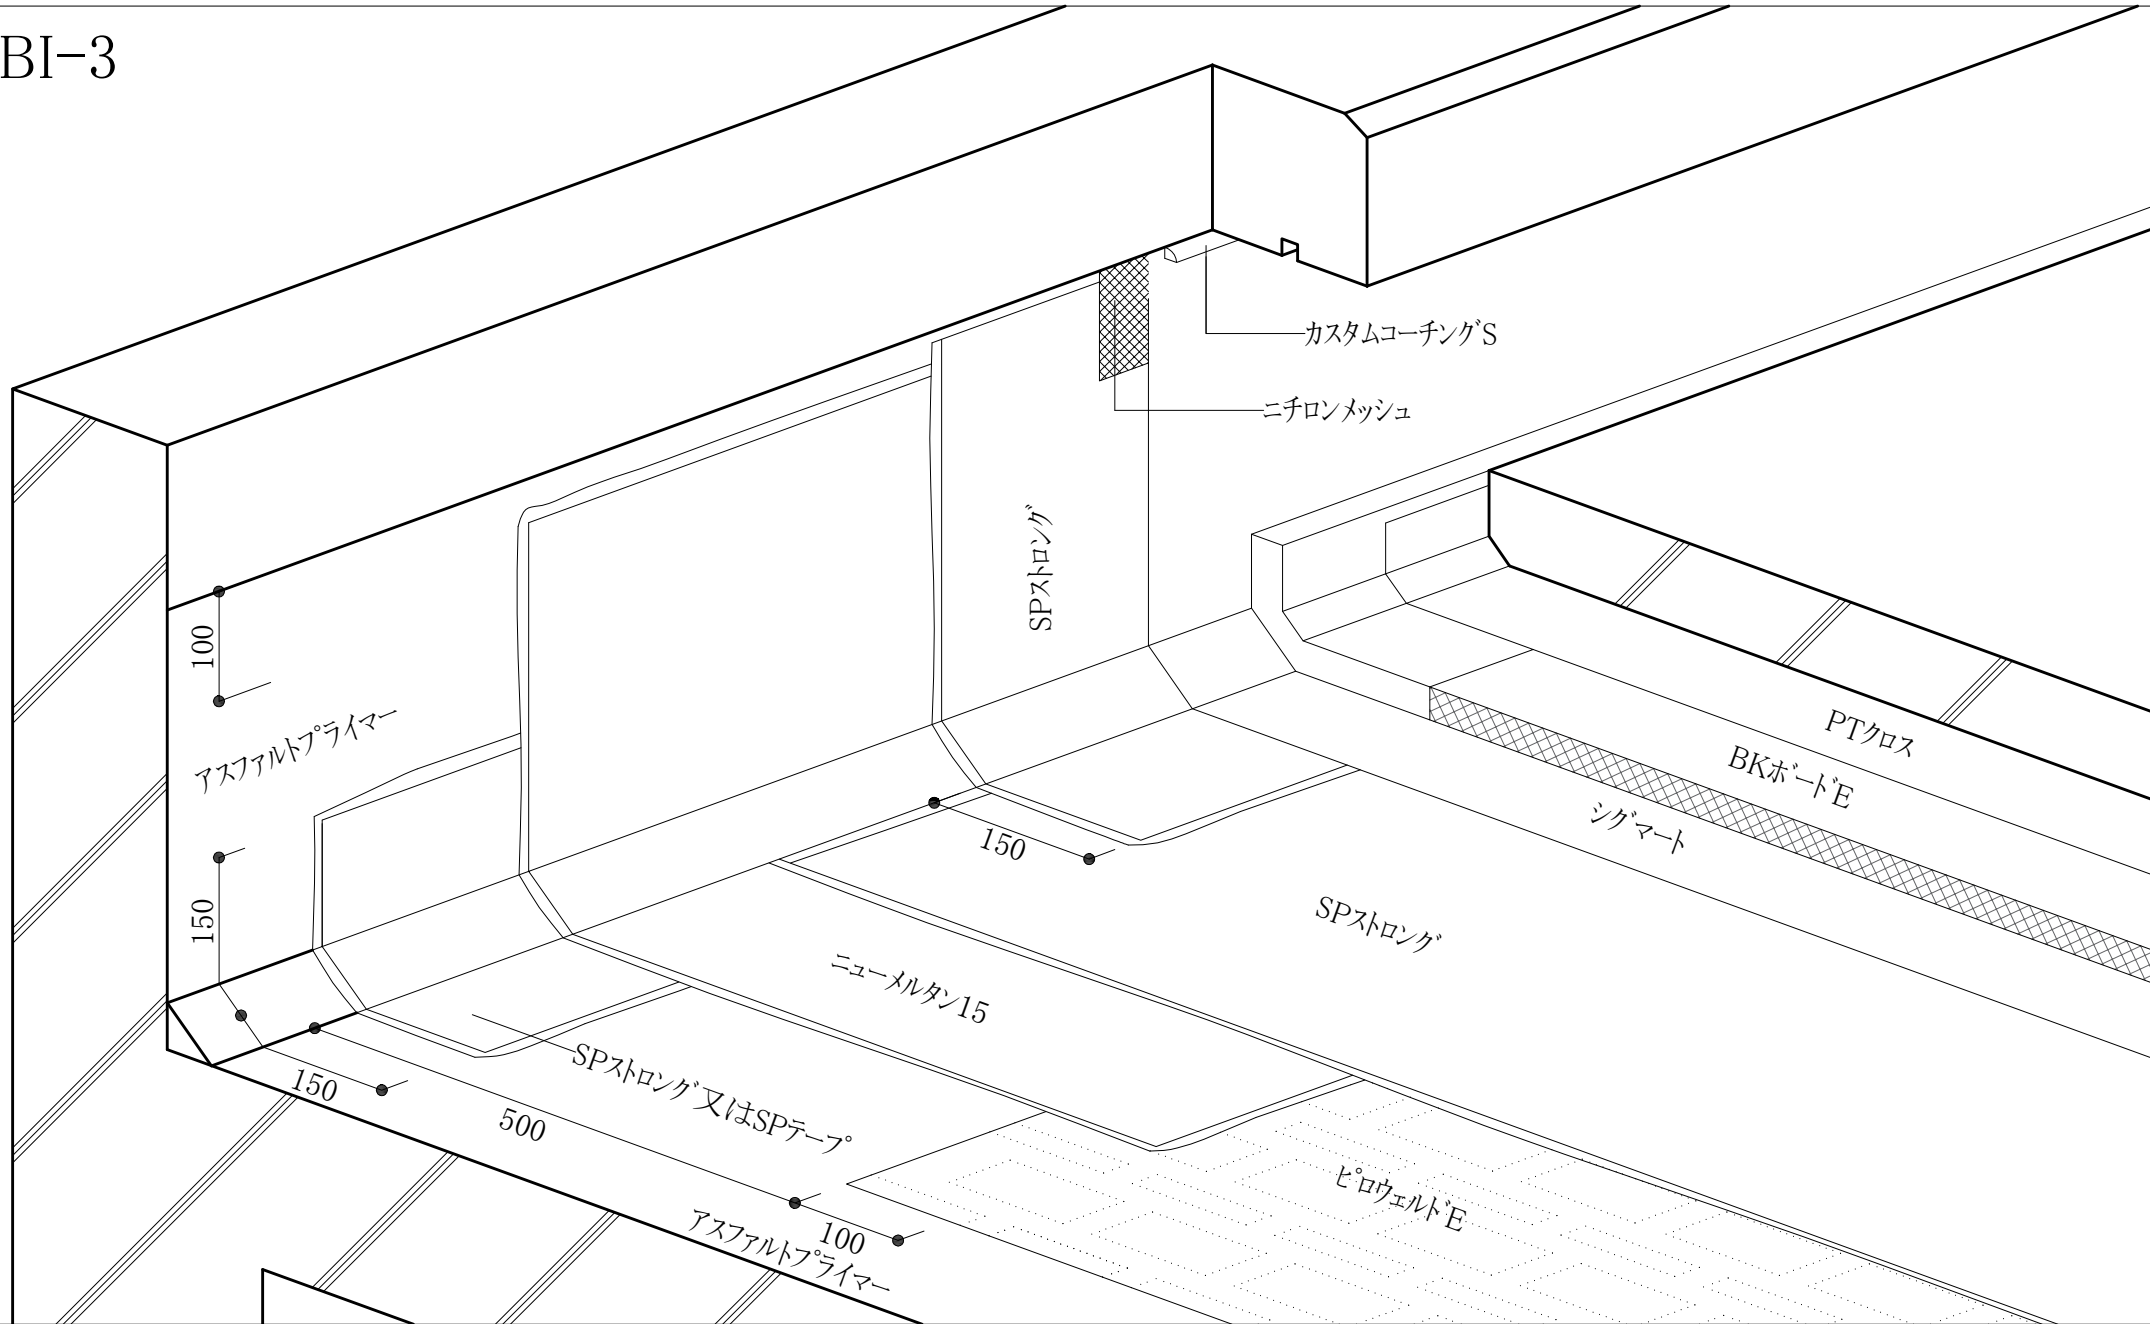 BI-3
カスタムコーチングS
ニチロンメッシュ
SPストロング
100
アスファルトプライマー
PTクロス
BKボードE
シグマート
150
150
SPストロング
ニューメルタン15
SPストロング又はSPテープ
150
500
ピロウェルドE
100
アスファルトプライマー